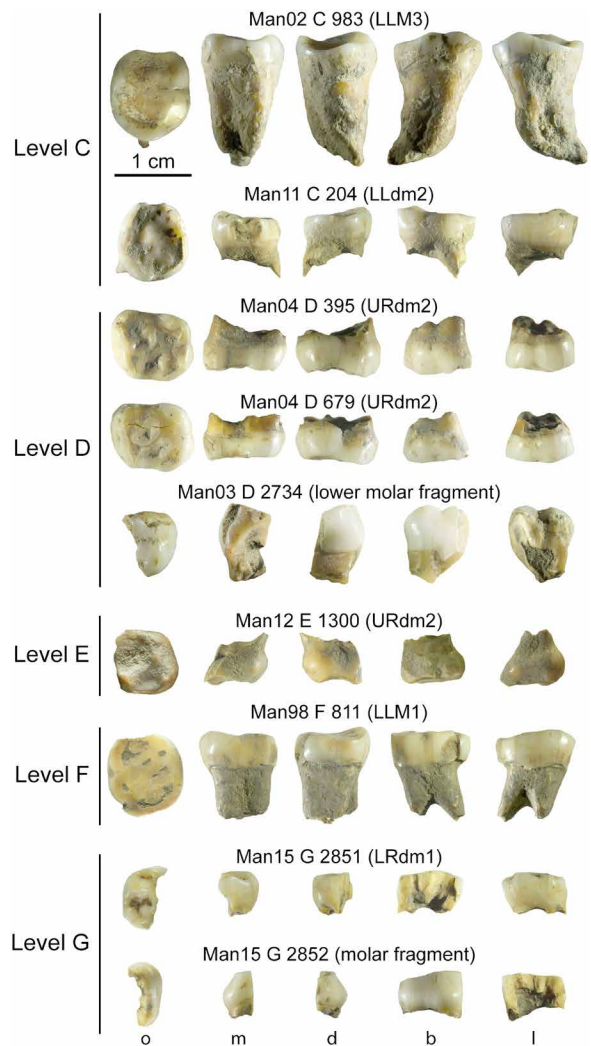 Man02 C 983 (LLM3)
Level C
1 cm
Man11 C 204 (LLdm2)
Man04 D 395 (URdm2)
Man04 D 679 (URdm2)
Level D
Man03 D 2734 (lower molar fragment)
Man12 E 1300 (URdm2)
Level E
Man98 F 811 (LLM1)
Level F
Man15 G 2851 (LRdm1)
Level G
Man15 G 2852 (molar fragment)
o m d b l